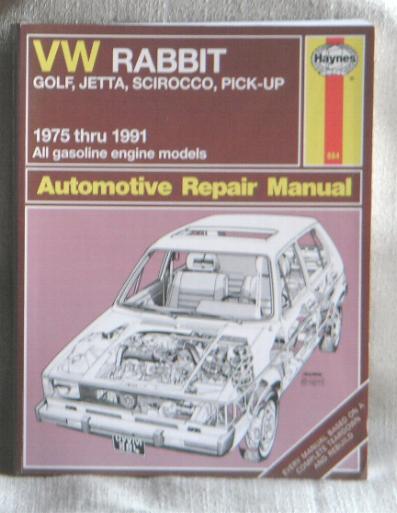 VW RABBIT
GOLF, JETTA, SCIROCCO, PICK-UP
Haynes
1975 thru 1991
All gasoline engine models
884
Automotive Repair Manual
EVERY MANUAL BASED ON A
COMPLETE TEARDOWN
AND REBUILD